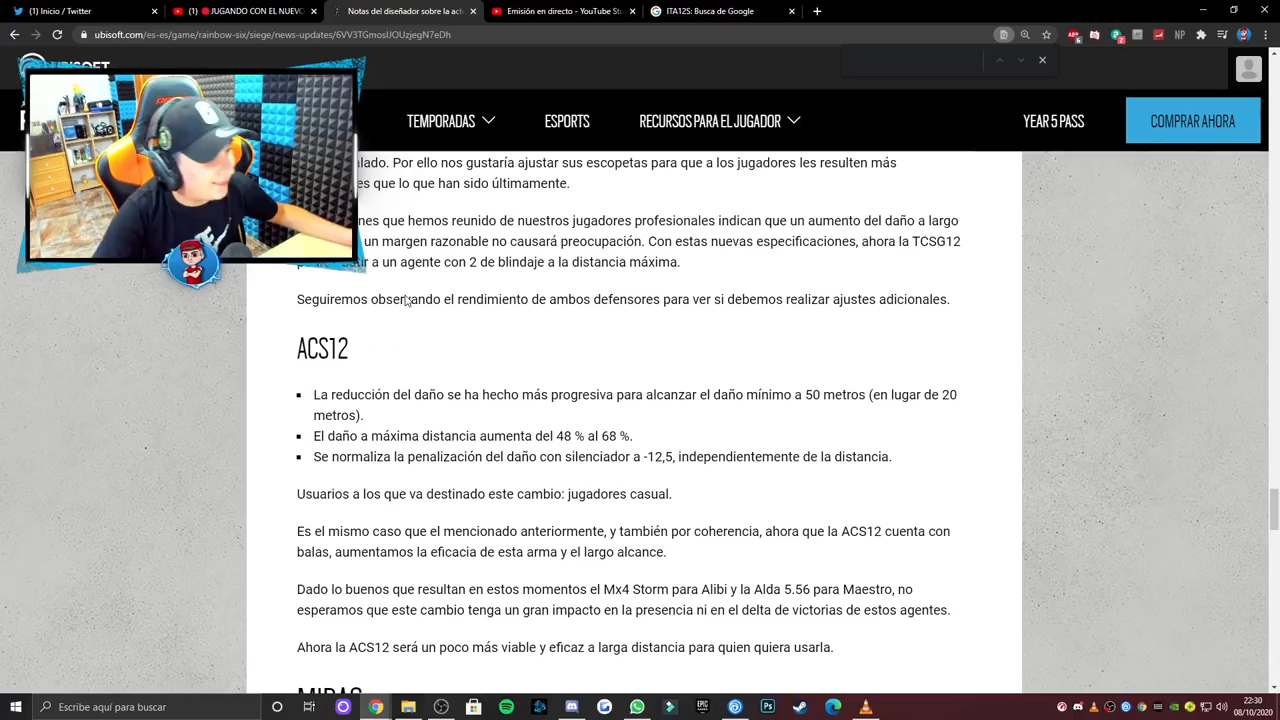 (1)
(1) JUGANDO CON EL NUEVO
Notas del diseñador sobre la act
Emisión en directo - YouTube St
ITA12S: Busca de Google
ubisoft.com/es-es/game/rainbow-six/siege/news-updates/6VV3TGmosUOUzjegN7eDh
UBISOFT
TEMPORADAS
ESPORTS
RECURSOS PARA EL JUGADOR
YEAR 5 PASS
COMPRAR AHORA
lado. Por ello nos gustaría ajustar sus escopetas para que a los jugadores les resulten más
es que lo que han sido últimamente.
nes que hemos reunido de nuestros jugadores profesionales indican que un aumento del daño a largo
un margen razonable no causará preocupación. Con estas nuevas especificaciones, ahora la TCSG12
a un agente con 2 de blindaje a la distancia máxima.
Seguiremos observando el rendimiento de ambos defensores para ver si debemos realizar ajustes adicionales.
ACS12
▪ La reducción del daño se ha hecho más progresiva para alcanzar el daño mínimo a 50 metros (en lugar de 20
metros).
▪ El daño a máxima distancia aumenta del 48 % al 68 %.
▪ Se normaliza la penalización del daño con silenciador a -12,5, independientemente de la distancia.
Usuarios a los que va destinado este cambio: jugadores casual.
Es el mismo caso que el mencionado anteriormente, y también por coherencia, ahora que la ACS12 cuenta con
balas, aumentamos la eficacia de esta arma y el largo alcance.
Dado lo buenos que resultan en estos momentos el Mx4 Storm para Alibi y la Alda 5.56 para Maestro, no
esperamos que este cambio tenga un gran impacto en la presencia ni en el delta de victorias de estos agentes.
Ahora la ACS12 será un poco más viable y eficaz a larga distancia para quien quiera usarla.
MIRAS
Escribe aquí para buscar
22:30
08/10/2020